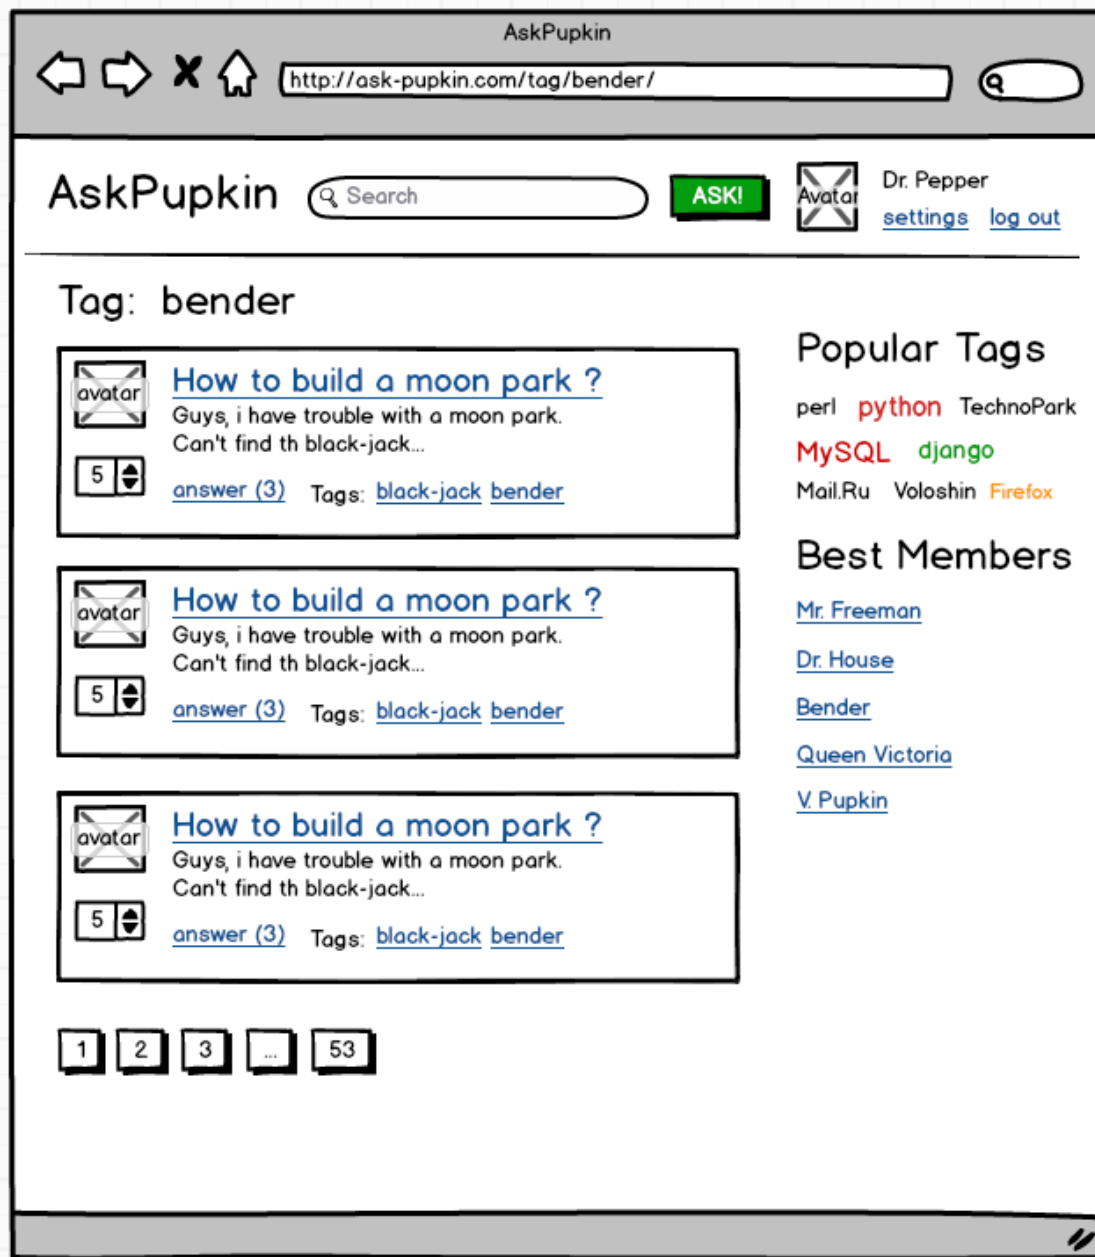 AskPupkin
http://ask-pupkin.com/tag/bender/
AskPupkin
Search
ASK!
Avatar
Dr. Pepper
settings log out
Tag: bender
avatar
How to build a moon park ?
Guys, i have trouble with a moon park.
Can't find th black-jack...
5
answer (3) Tags: black-jack bender
avatar
How to build a moon park ?
Guys, i have trouble with a moon park.
Can't find th black-jack...
5
answer (3) Tags: black-jack bender
avatar
How to build a moon park ?
Guys, i have trouble with a moon park.
Can't find th black-jack...
5
answer (3) Tags: black-jack bender
1 2 3 ... 53
Popular Tags
perl python TechnoPark
MySQL django
Mail.Ru Voloshin Firefox
Best Members
Mr. Freeman
Dr. House
Bender
Queen Victoria
V. Pupkin